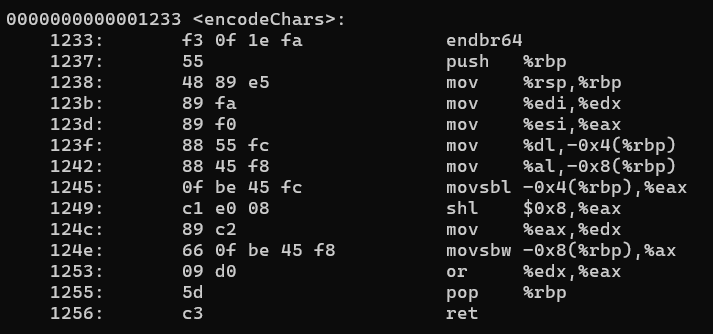 0000000000001233 <encodeChars>:
    1233:       f3 0f 1e fa             endbr64
    1237:       55                      push   %rbp
    1238:       48 89 e5                mov    %rsp,%rbp
    123b:       89 fa                   mov    %edi,%edx
    123d:       89 f0                   mov    %esi,%eax
    123f:       88 55 fc                mov    %dl,-0x4(%rbp)
    1242:       88 45 f8                mov    %al,-0x8(%rbp)
    1245:       0f be 45 fc             movsbl -0x4(%rbp),%eax
    1249:       c1 e0 08                shl    $0x8,%eax
    124c:       89 c2                   mov    %eax,%edx
    124e:       66 0f be 45 f8          movsbw -0x8(%rbp),%ax
    1253:       09 d0                   or     %edx,%eax
    1255:       5d                      pop    %rbp
    1256:       c3                      ret